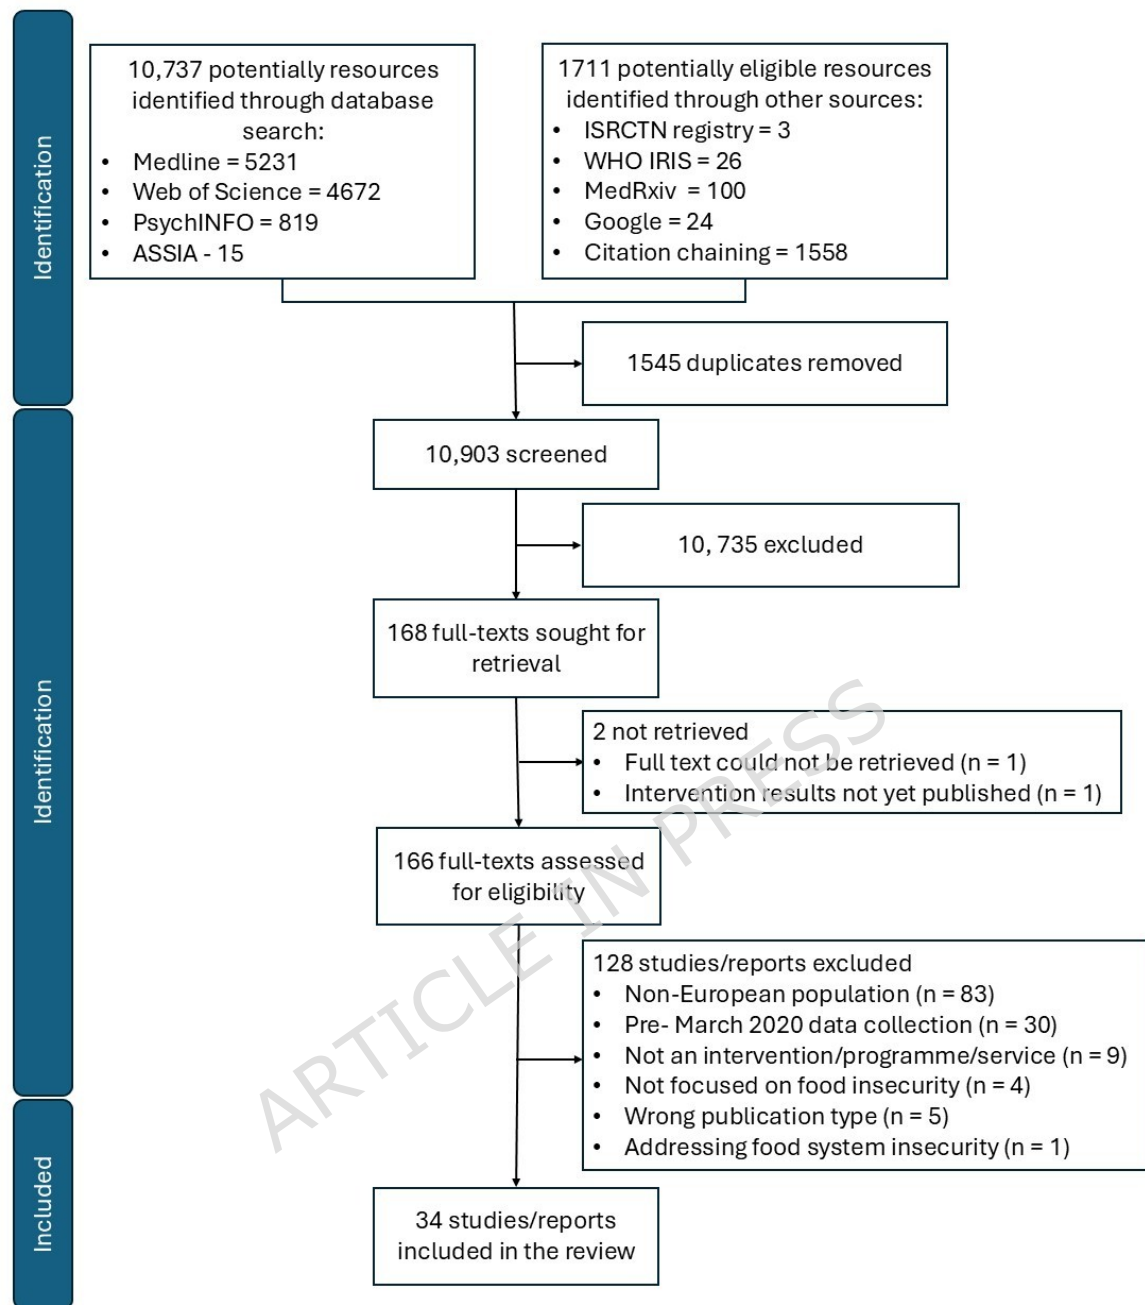 Identification
10,737 potentially resources
identified through database
search:
• Medline = 5231
• Web of Science = 4672
• PsychINFO = 819
• ASSIA - 15
1711 potentially eligible resources
identified through other sources:
• ISRCTN registry = 3
• WHO IRIS = 26
• MedRxiv = 100
• Google = 24
• Citation chaining = 1558
1545 duplicates removed
Identification
10,903 screened
10, 735 excluded
168 full-texts sought for
retrieval
2 not retrieved
• Full text could not be retrieved (n = 1)
• Intervention results not yet published (n = 1)
166 full-texts assessed
for eligibility
128 studies/reports excluded
• Non-European population (n = 83)
• Pre- March 2020 data collection (n = 30)
• Not an intervention/programme/service (n = 9)
• Not focused on food insecurity (n = 4)
• Wrong publication type (n = 5)
• Addressing food system insecurity (n = 1)
Included
34 studies/reports
included in the review
ARTICLE IN PRESS